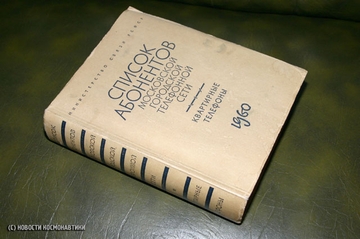 СПИСОК
АБОНЕНТОВ
МОСКОВСКОЙ
ГОРОДСКОЙ
ТЕЛЕФОННОЙ
СЕТИ
КВАРТИРНЫЕ
ТЕЛЕФОНЫ
1960
(C) НОВОСТИ КОСМОНАВТИКИ